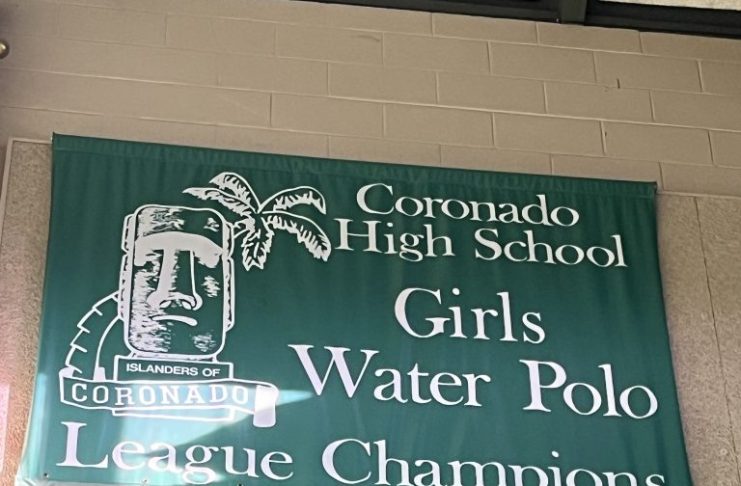 Coronado
High School
Girls
Water Polo
ISLANDERS OF
CORONADO
League Champions